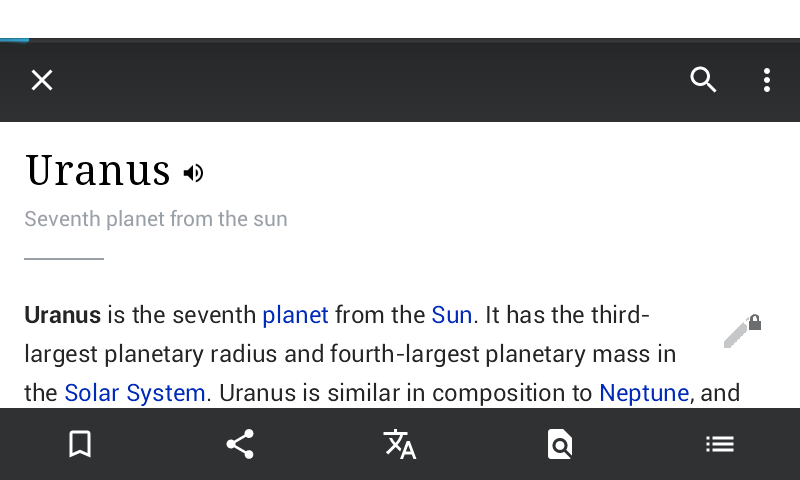 Uranus
Seventh planet from the sun
Uranus is the seventh planet from the Sun. It has the third-
largest planetary radius and fourth-largest planetary mass in
the Solar System. Uranus is similar in composition to Neptune, and